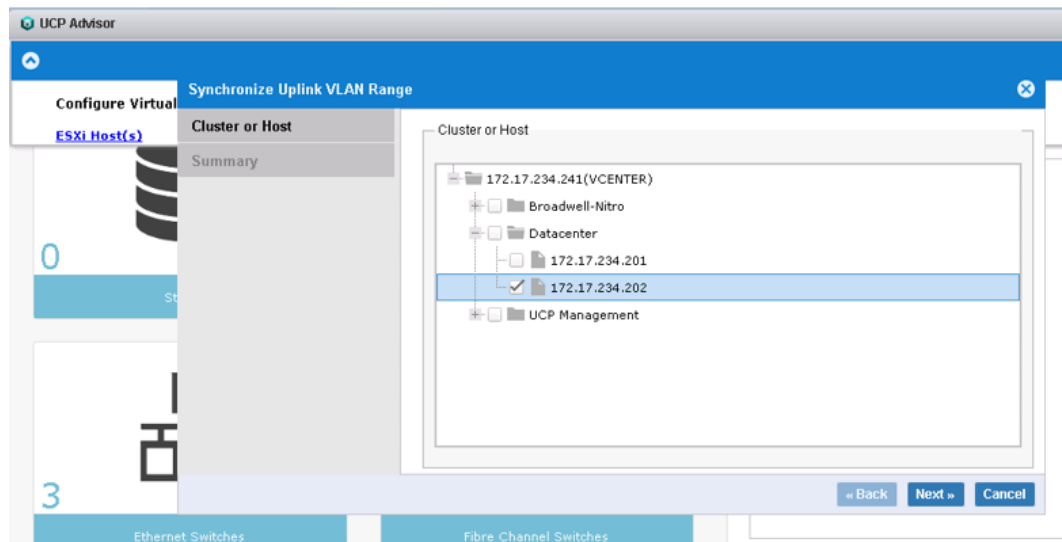 UCP Advisor
Configure Virtual
ESXi Host(s)
Synchronize Uplink VLAN Range
Cluster or Host
Summary
Cluster or Host
172.17.234.241(VCENTER)
Broadwell-Nitro
Datacenter
172.17.234.201
172.17.234.202
UCP Management
« Back Next » Cancel
0
St
3
Ethernet Switches
Fibre Channel Switches